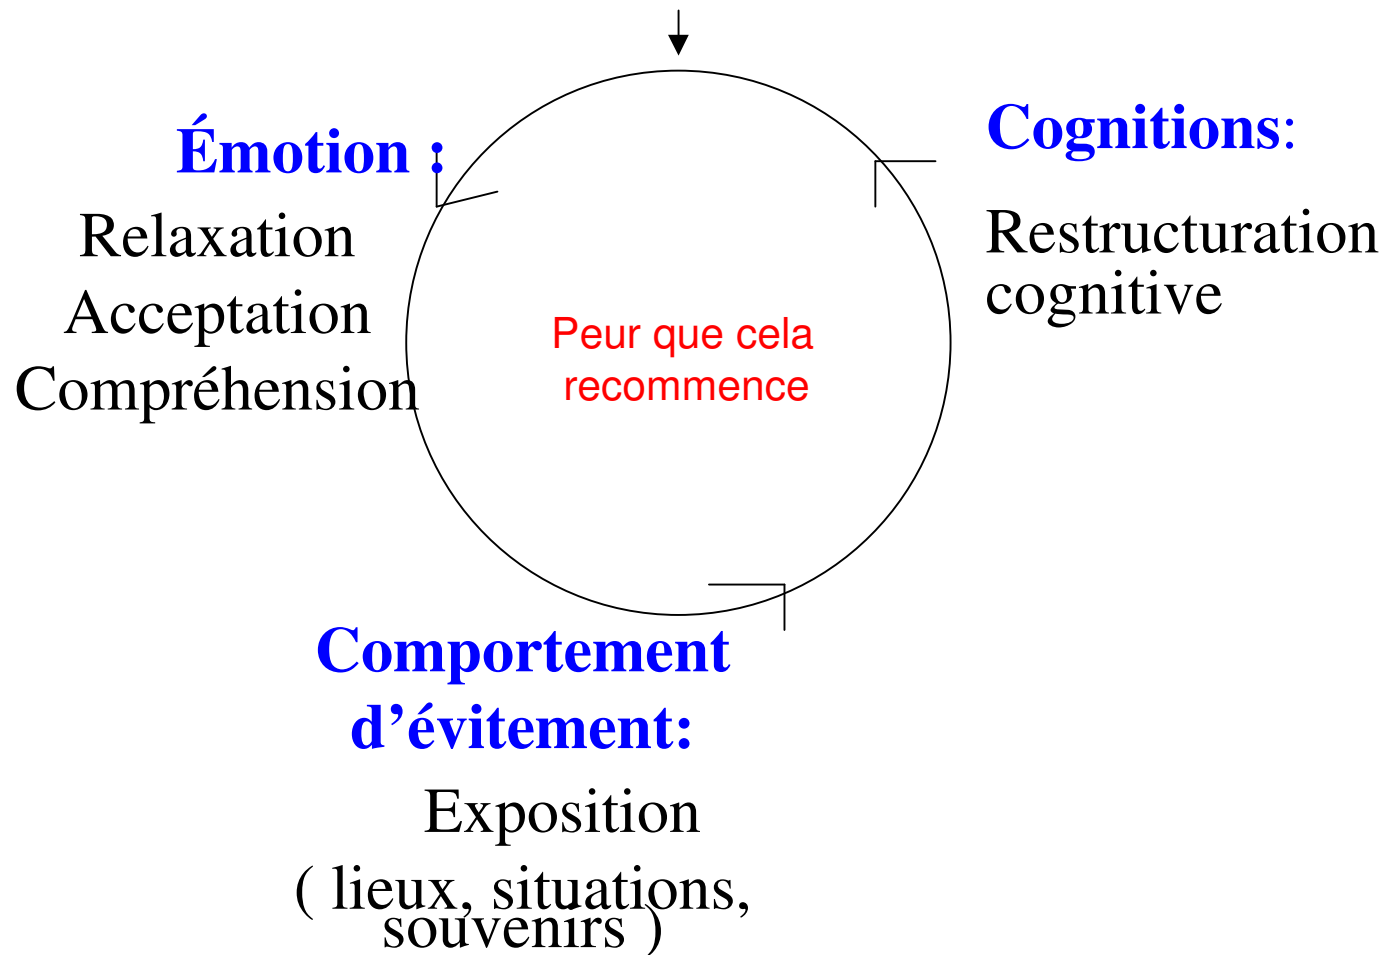 Émotion :
Relaxation
Acceptation
Compréhension
Cognitions:
Restructuration
cognitive
Peur que cela
recommence
Comportement
d’évitement:
Exposition
( lieux, situations,
souvenirs )